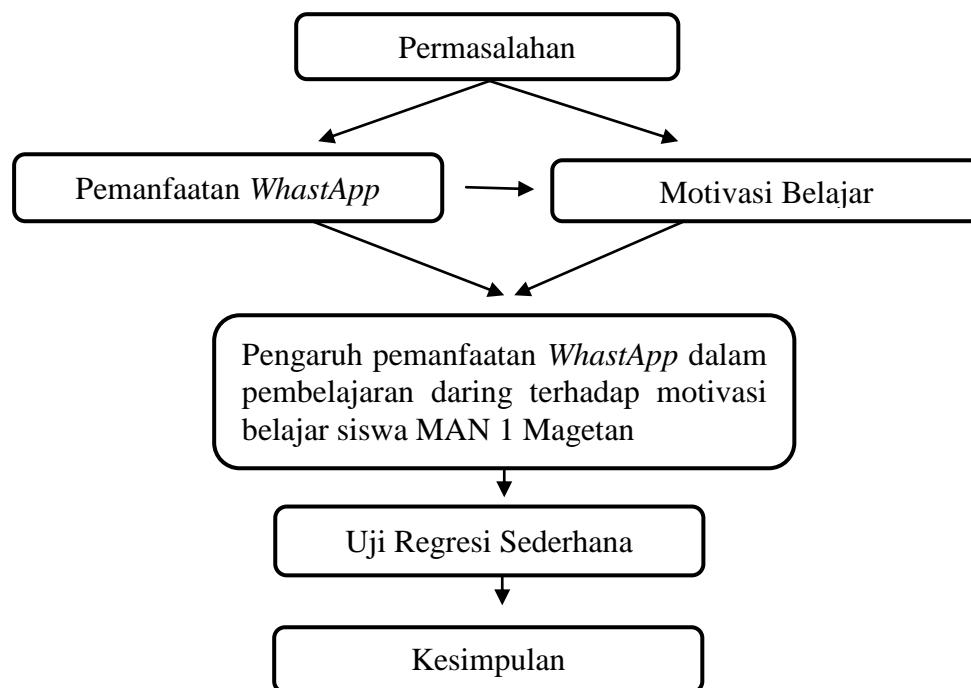 Permasalahan
Pemanfaatan WhastApp
Motivasi Belajar
Pengaruh pemanfaatan WhastApp dalam
pembelajaran daring terhadap motivasi
belajar siswa MAN 1 Magetan
Uji Regresi Sederhana
Kesimpulan